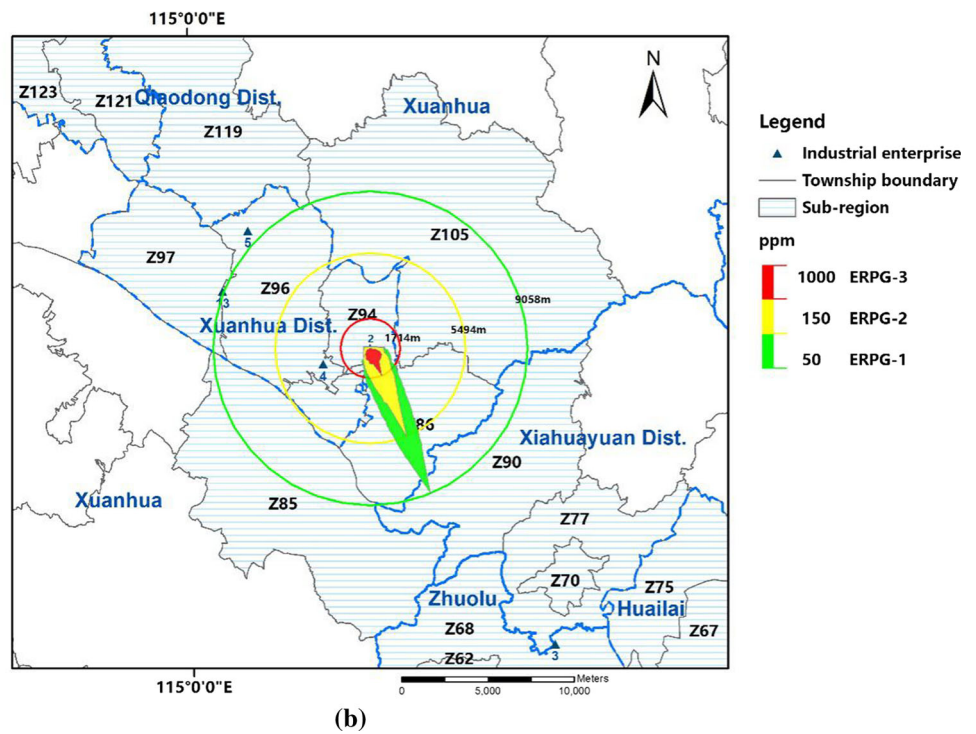 115°0'0"E
N
Z123
Z121
Qiaodong Dist.
Xuanhua
Z119
Legend
Industrial enterprise
Township boundary
Sub-region
ppm
1000 ERPG-3
150 ERPG-2
50 ERPG-1
5
Z105
Z97
Z96
13
9058m
Z94
Xuanhua Dist.
5494m
1714m
2
4
86
Xiahuayuan Dist.
Z90
Xuanhua
Z85
Z77
Z70
Z75
Zhuolu
Huailai
Z68
Z67
3
Z62
115°0'0"E
Meters
0 5,000 10,000
(b)